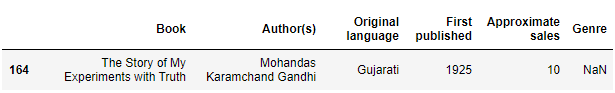 Book Author(s) Original language First published Approximate sales Genre
164 The Story of My Experiments with Truth Mohandas Karamchand Gandhi Gujarati 1925 10 NaN